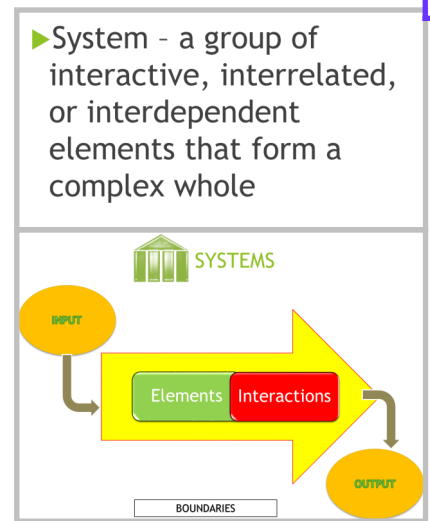 System – a group of
interactive, interrelated,
or interdependent
elements that form a
complex whole
SYSTEMS
INPUT
Elements
Interactions
OUTPUT
BOUNDARIES